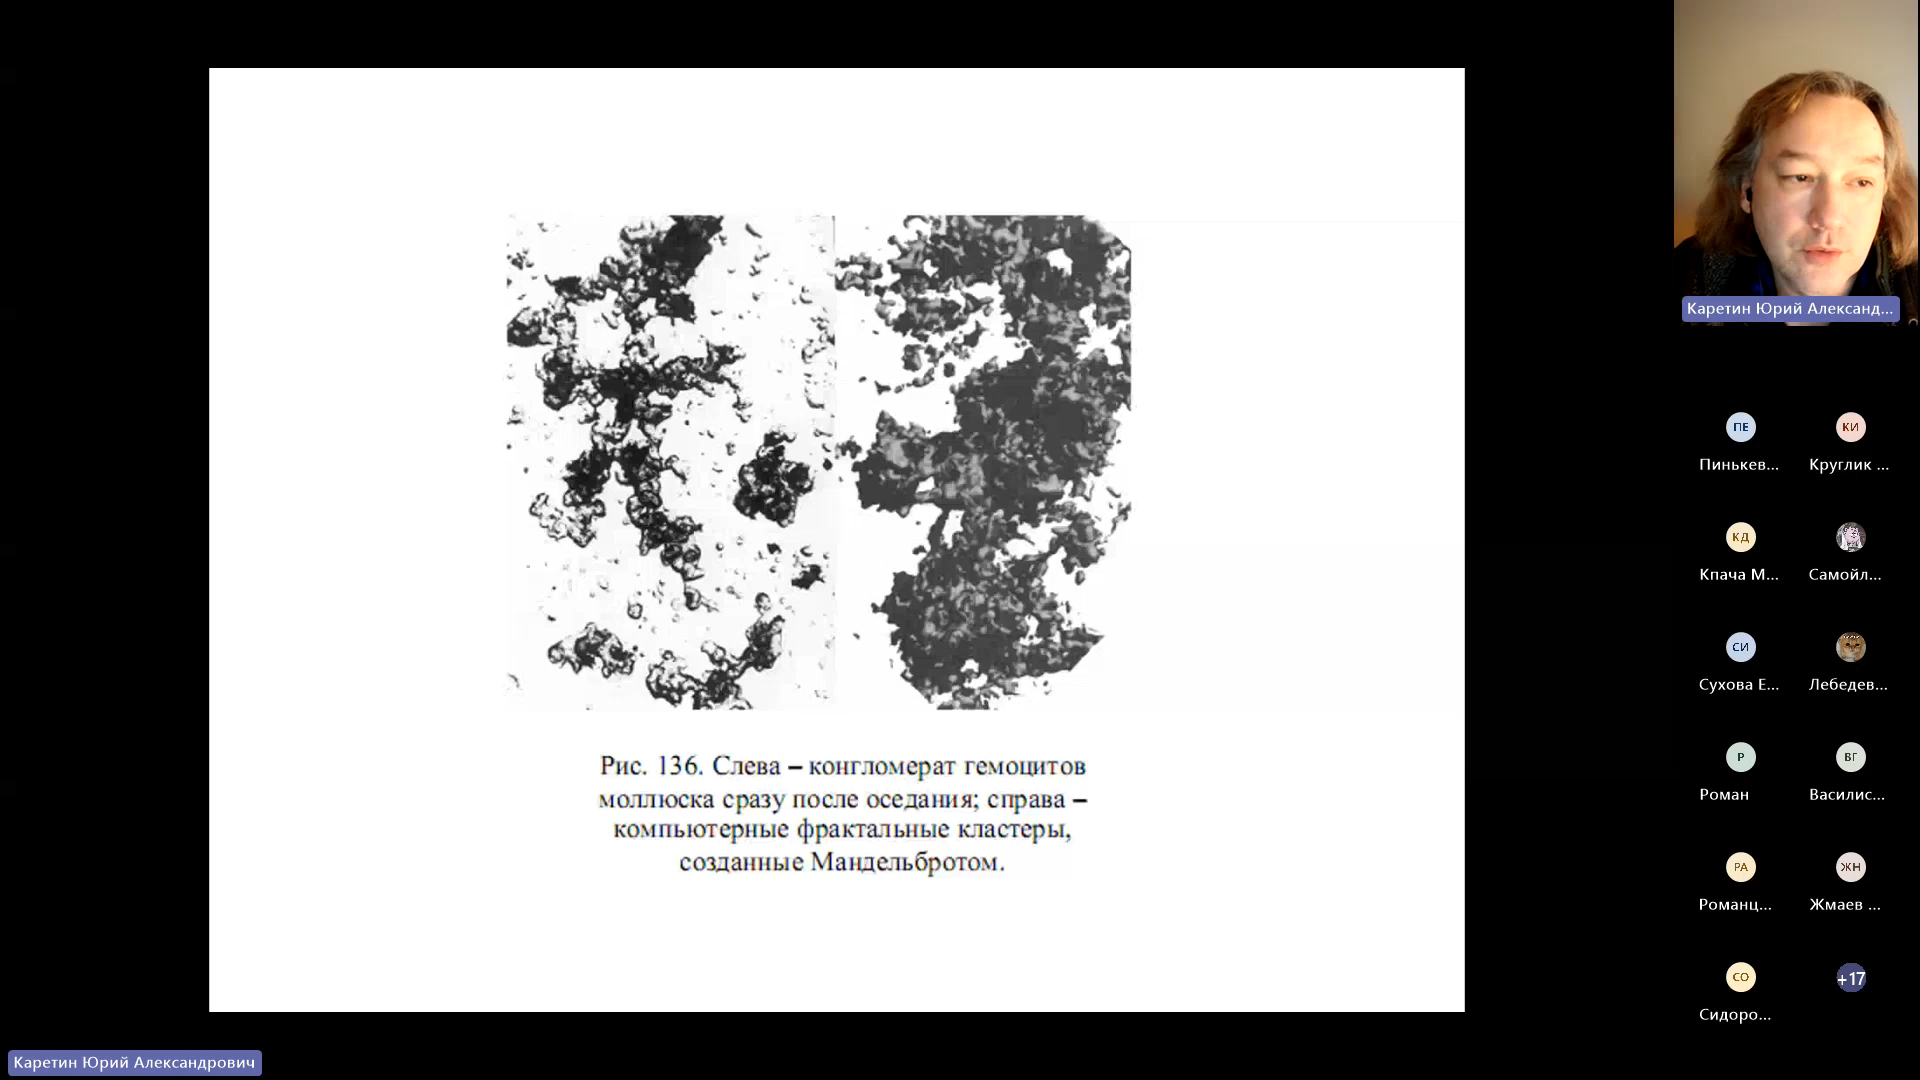 Рис. 136. Слева – конгломерат гемоцитов
моллюска сразу после оседания; справа –
компьютерные фрактальные кластеры,
созданные Мандельбротом.
Каретин Юрий Александ...
ПЕ
КИ
Пинькев...
Круглик ...
КД
Кпача М...
Самойл...
СИ
Сухова Е...
Лебедев...
Р
ВГ
Роман
Василис...
РА
ЖН
Романц...
Жмаев ...
СО
+17
Сидоро...
Каретин Юрий Александрович